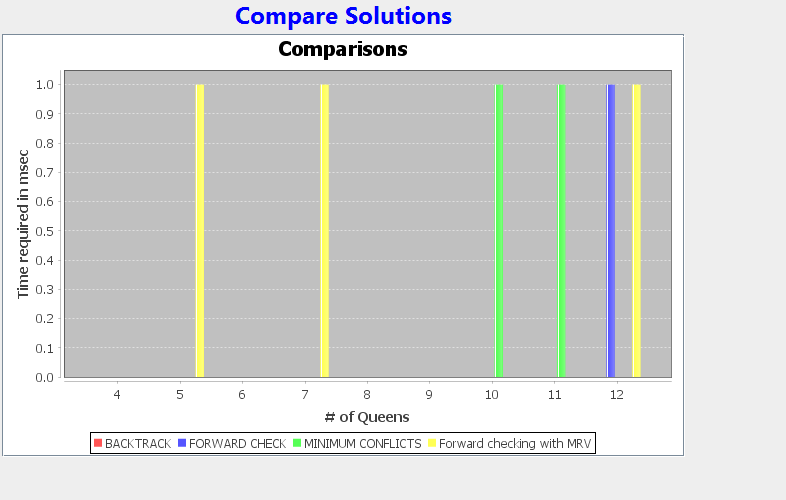 Compare Solutions
Comparisons
1.0
0.9
0.8
0.7
0.6
0.5
0.4
0.3
0.2
0.1
0.0
Time required in msec
4 5 6 7 8 9 10 11 12
# of Queens
BACKTRACK FORWARD CHECK MINIMUM CONFLICTS Forward checking with MRV